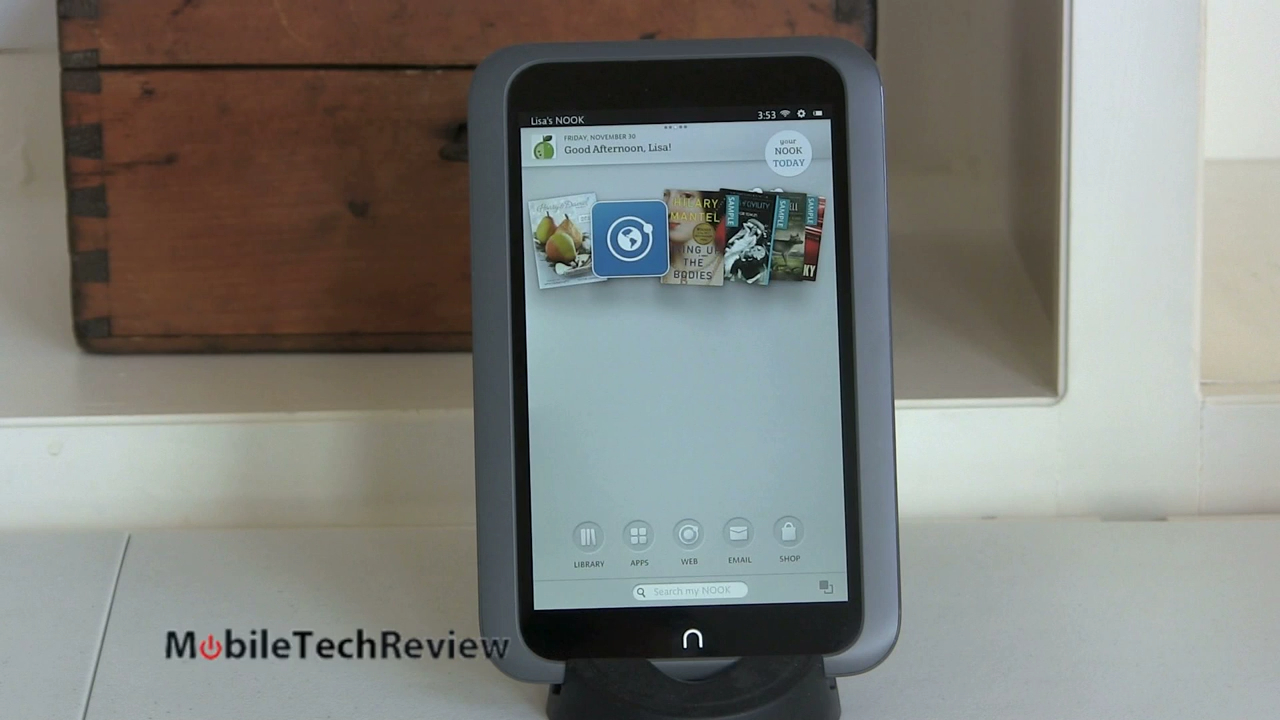 Lisa's NOOK
3:53
FRIDAY, NOVEMBER 30
Good Afternoon, Lisa!
your
NOOK
TODAY
HILARY
MANTEL
THE
BODIES
SAMPLE
SAMPLE
SAMPLE
LIBRARY
APPS
WEB
EMAIL
SHOP
Search my NOOK
MobileTechReview